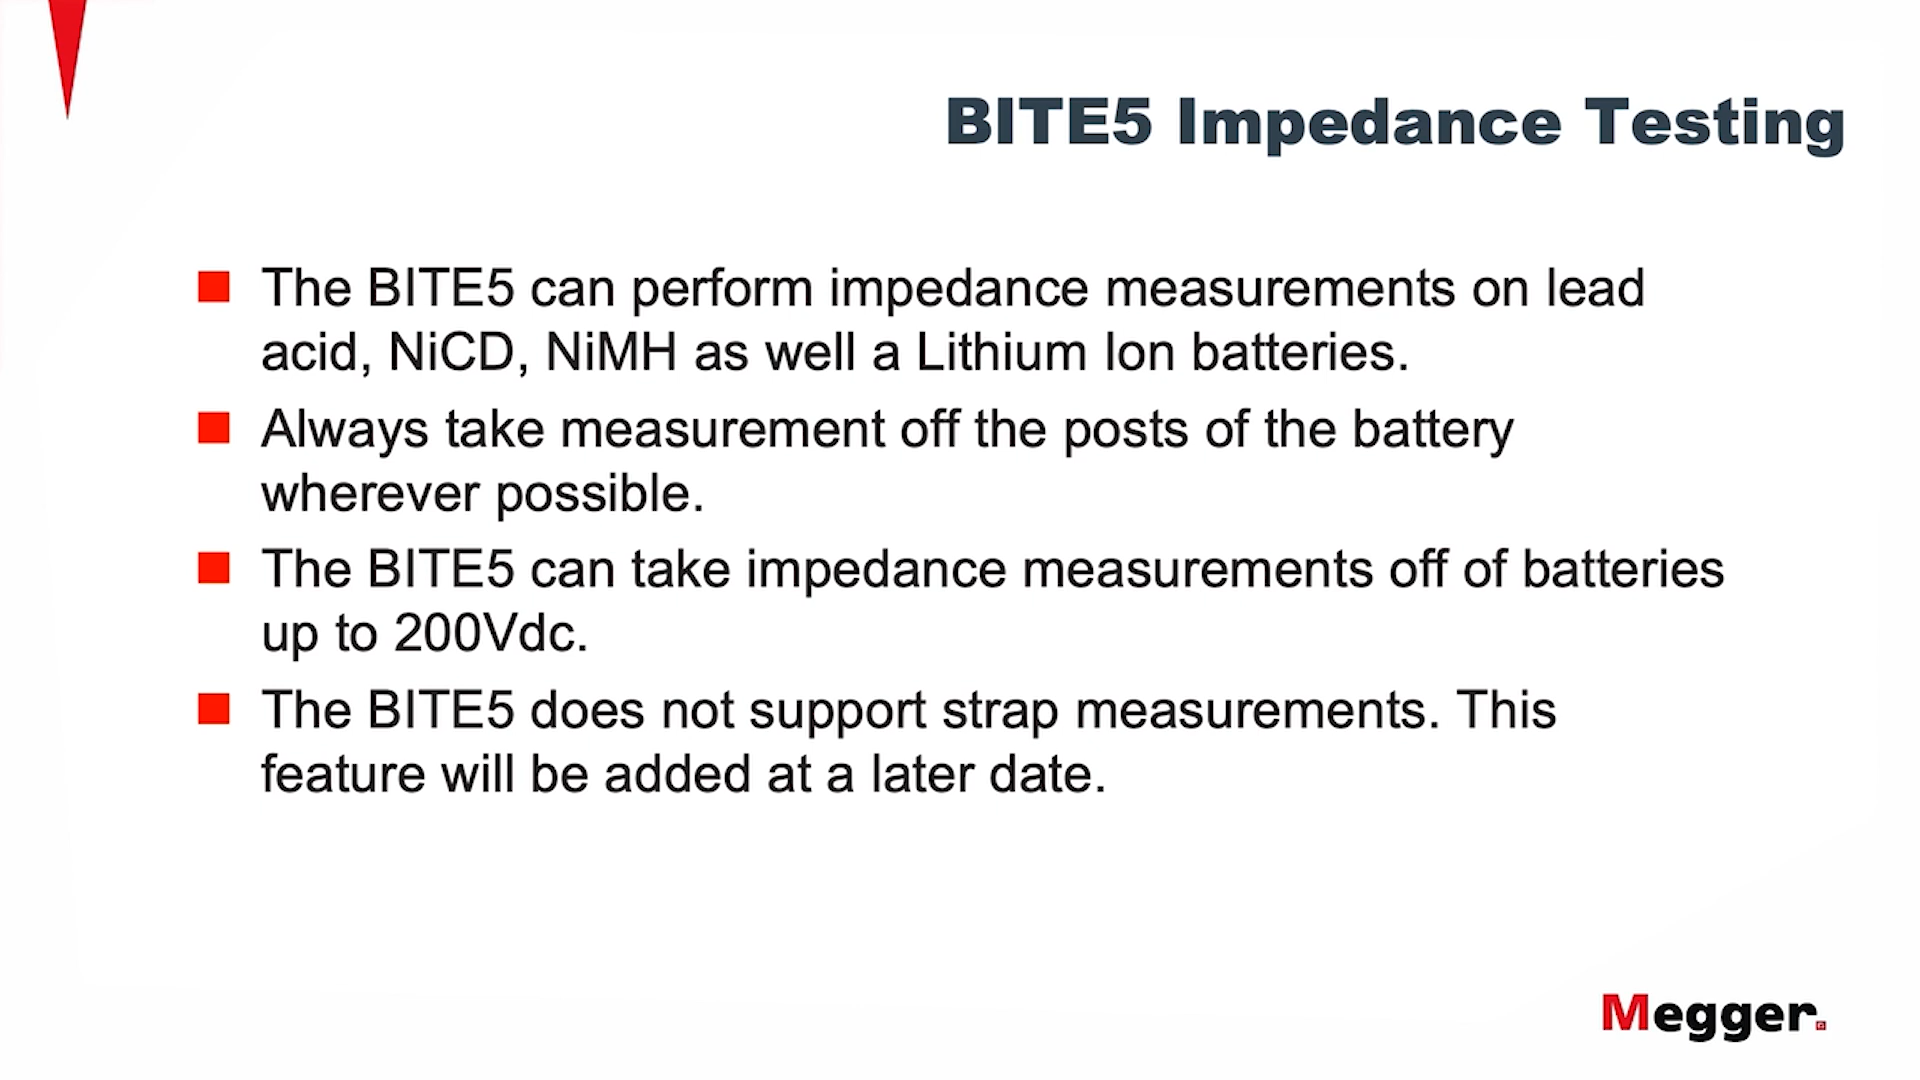 BITE5 Impedance Testing
The BITE5 can perform impedance measurements on lead
acid, NiCD, NiMH as well a Lithium Ion batteries.
Always take measurement off the posts of the battery
wherever possible.
The BITE5 can take impedance measurements off of batteries
up to 200Vdc.
The BITE5 does not support strap measurements. This
feature will be added at a later date.
Megger.